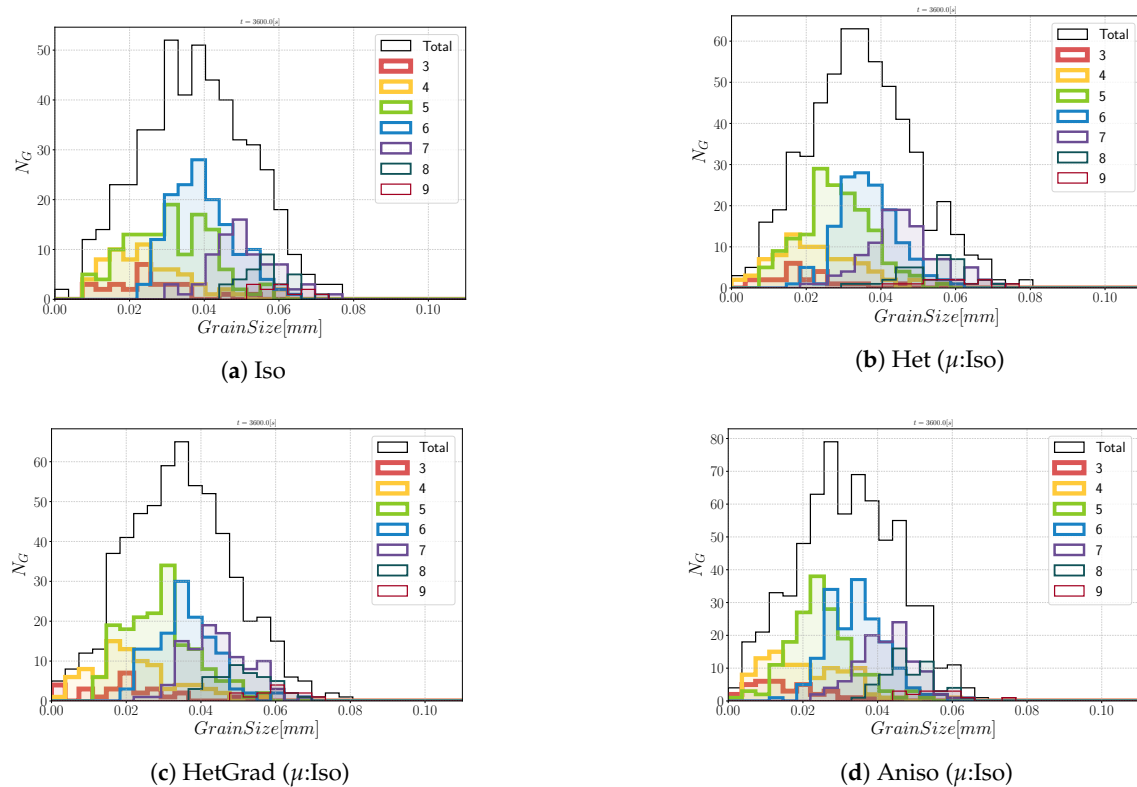 t = 3600.0[s]
50
40
30
20
10
0
N_G
0.00 0.02 0.04 0.06 0.08 0.10
GrainSize[mm]
Total
3
4
5
6
7
8
9
(a) Iso
t = 3600.0[s]
60
50
40
30
20
10
0
N_G
0.00 0.02 0.04 0.06 0.08 0.10
GrainSize[mm]
Total
3
4
5
6
7
8
9
(b) Het (μ:Iso)
t = 3600.0[s]
60
50
40
30
20
10
0
N_G
0.00 0.02 0.04 0.06 0.08 0.10
GrainSize[mm]
Total
3
4
5
6
7
8
9
(c) HetGrad (μ:Iso)
t = 3600.0[s]
80
70
60
50
40
30
20
10
0
N_G
0.00 0.02 0.04 0.06 0.08 0.10
GrainSize[mm]
Total
3
4
5
6
7
8
9
(d) Aniso (μ:Iso)